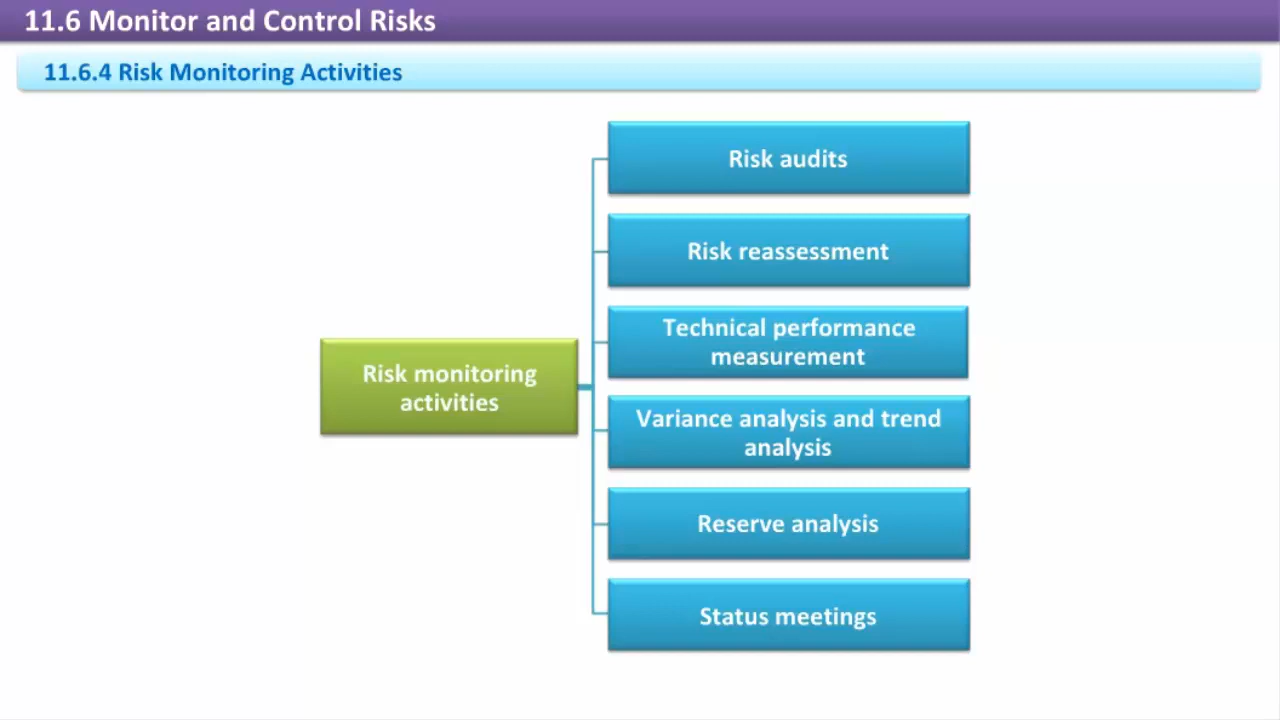 11.6 Monitor and Control Risks
11.6.4 Risk Monitoring Activities
Risk monitoring
activities
Risk audits
Risk reassessment
Technical performance
measurement
Variance analysis and trend
analysis
Reserve analysis
Status meetings